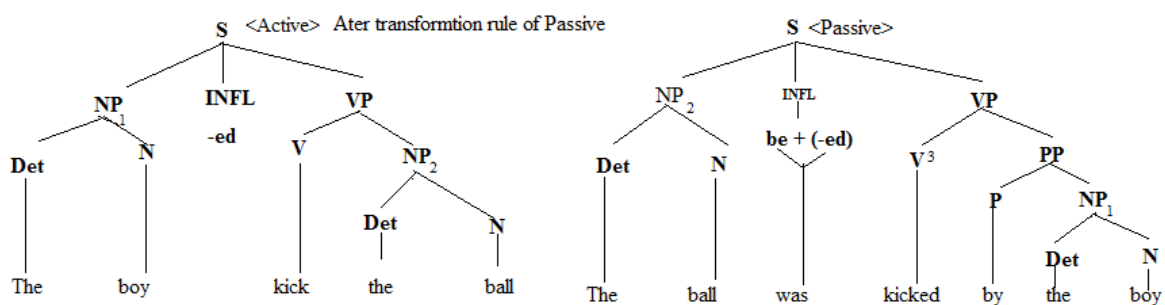 S <Active> Ater transformtion rule of Passive S <Passive>
NP1 INFL VP NP2 INFL VP
-ed be + (-ed)
Det N V NP2 Det N V3 PP
Det N P NP1
Det N
The boy kick the ball The ball was kicked by the boy